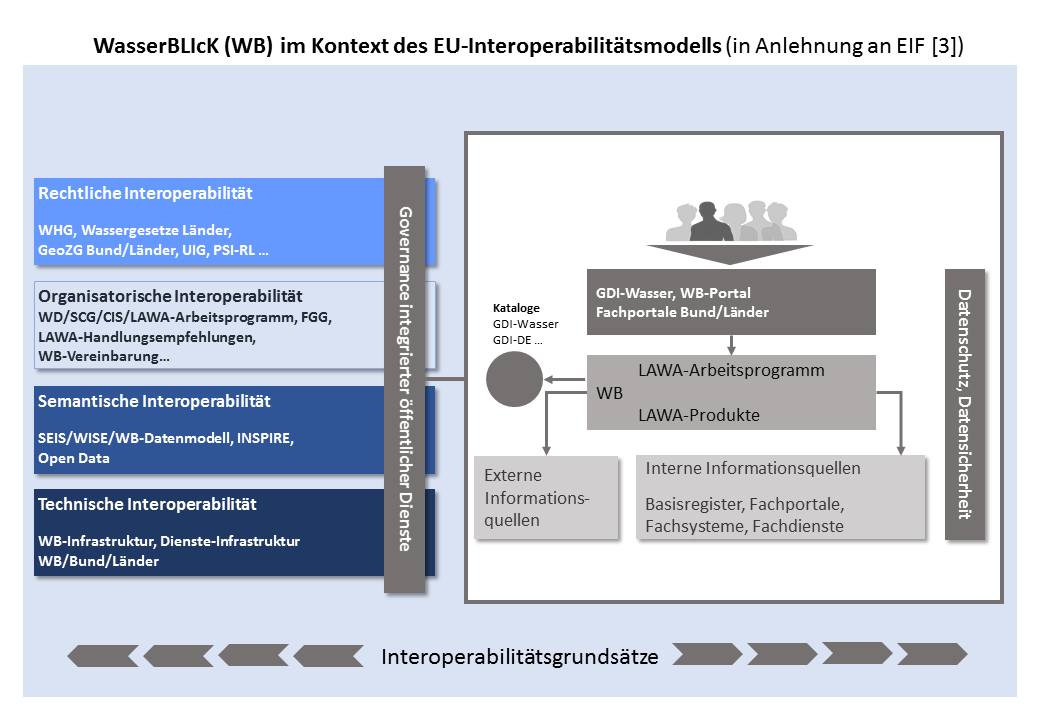 WasserBLIcK (WB) im Kontext des EU-Interoperabilitätsmodells (in Anlehnung an EIF [3])
Rechtliche Interoperabilität
WHG, Wassergesetze Länder,
GeoZG Bund/Länder, UIG, PSI-RL ...
Organisatorische Interoperabilität
WD/SCG/CIS/LAWA-Arbeitsprogramm, FGG,
LAWA-Handlungsempfehlungen,
WB-Vereinbarung...
Semantische Interoperabilität
SEIS/WISE/WB-Datenmodell, INSPIRE,
Open Data
Technische Interoperabilität
WB-Infrastruktur, Dienste-Infrastruktur
WB/Bund/Länder
Governance integrierter öffentlicher Dienste
Kataloge
GDI-Wasser
GDI-DE ...
GDI-Wasser, WB-Portal
Fachportale Bund/Länder
LAWA-Arbeitsprogramm
WB
LAWA-Produkte
Externe
Informations-
quellen
Interne Informationsquellen
Basisregister, Fachportale,
Fachsysteme, Fachdienste
Datenschutz, Datensicherheit
Interoperabilitätsgrundsätze